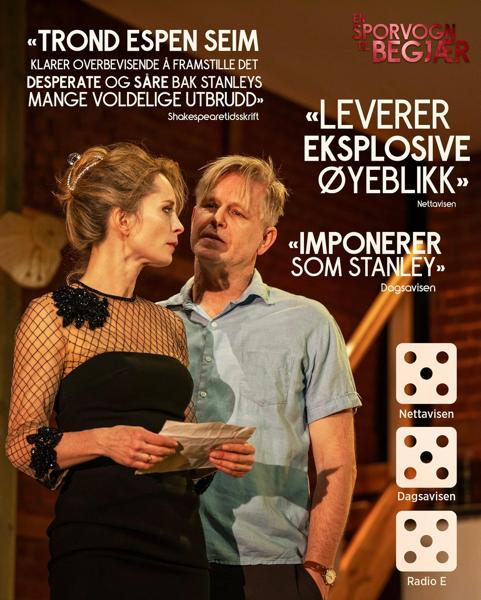 «TROND ESPEN SEIM
KLARER OVERBEVISENDE Å FRAMSTILLE DET
DESPERATE OG SÅRE BAK STANLEYS
MANGE VOLDELIGE UTBRUDD»
Shakespearetidsskrift
EN
SPORVOGN
TIL
BEGJÆR
«LEVERER
EKSPLOSIVE
ØYEBLIKK»
Nettavisen
«IMPONERER
SOM STANLEY»
Dagsavisen
Nettavisen
Dagsavisen
Radio E